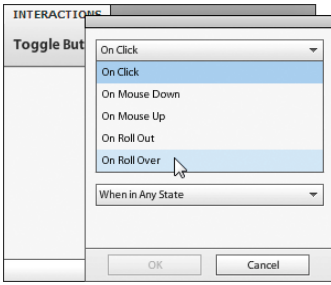 INTERACTIONS
Toggle But
On Click
On Click
On Mouse Down
On Mouse Up
On Roll Out
On Roll Over
When in Any State
OK
Cancel